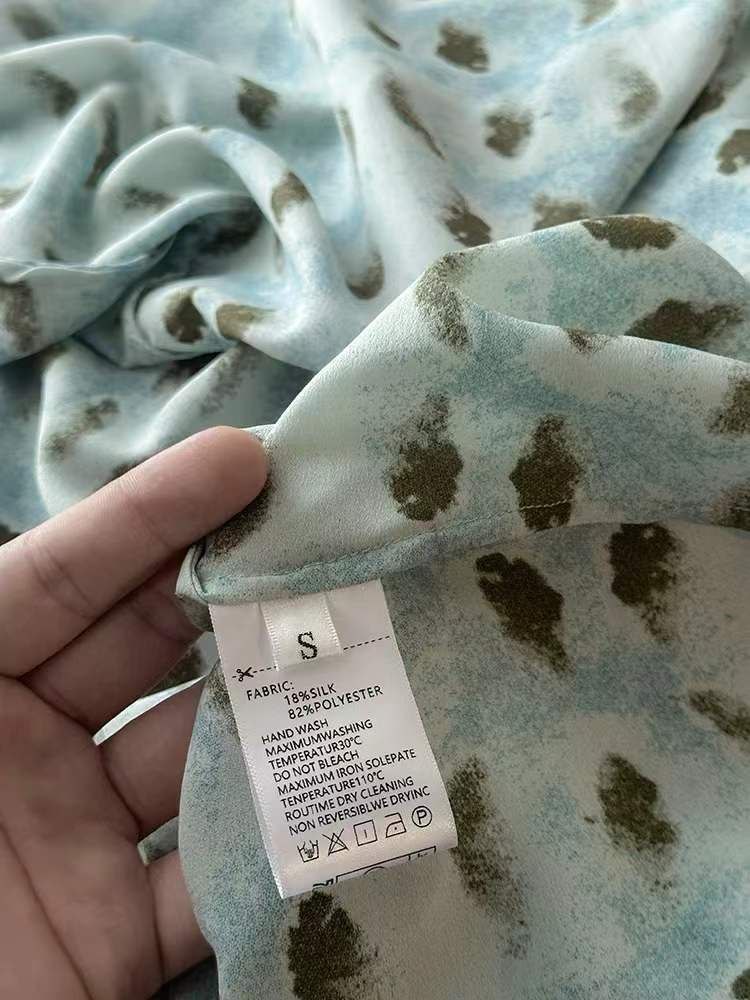 S
FABRIC:
18%SILK
82%POLYESTER
HAND WASH
MAXIMUMWASHING
TEMPERATUR30°C
DO NOT BLEACH
MAXIMUM IRON SOLEPATE
TENPERATURE110°C
ROUTIME DRY CLEANING
NON REVERSIBLWE DRYINC
P